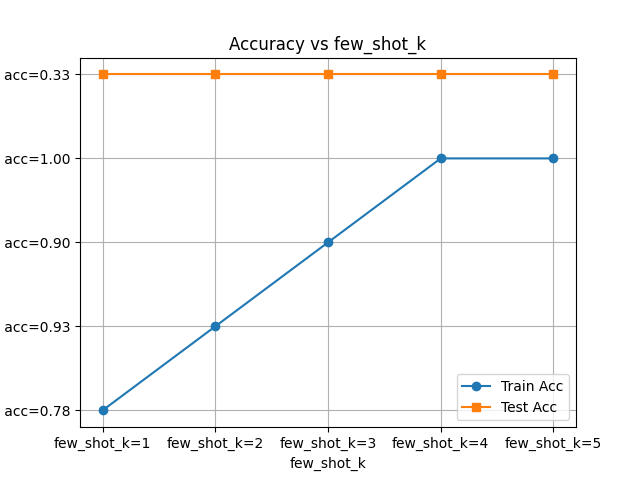 Accuracy vs few_shot_k
acc=0.33
acc=1.00
acc=0.90
acc=0.93
acc=0.78
Train Acc
Test Acc
few_shot_k=1 few_shot_k=2 few_shot_k=3 few_shot_k=4 few_shot_k=5
few_shot_k